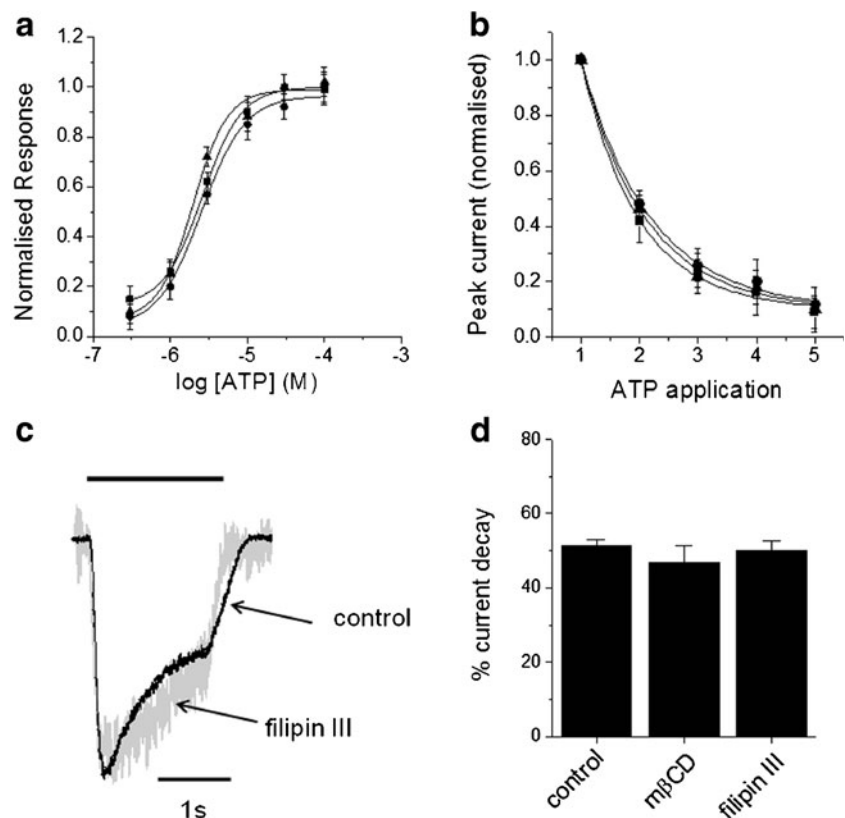 a
1.2
1.0
0.8
0.6
0.4
0.2
0.0
-7
-6
-5
-4
-3
Normalised Response
log [ATP] (M)
b
1.0
0.8
0.6
0.4
0.2
0.0
1
2
3
4
5
Peak current (normalised)
ATP application
c
control
filipin III
1s
d
80
60
40
20
0
% current decay
control
mβCD
filipin III